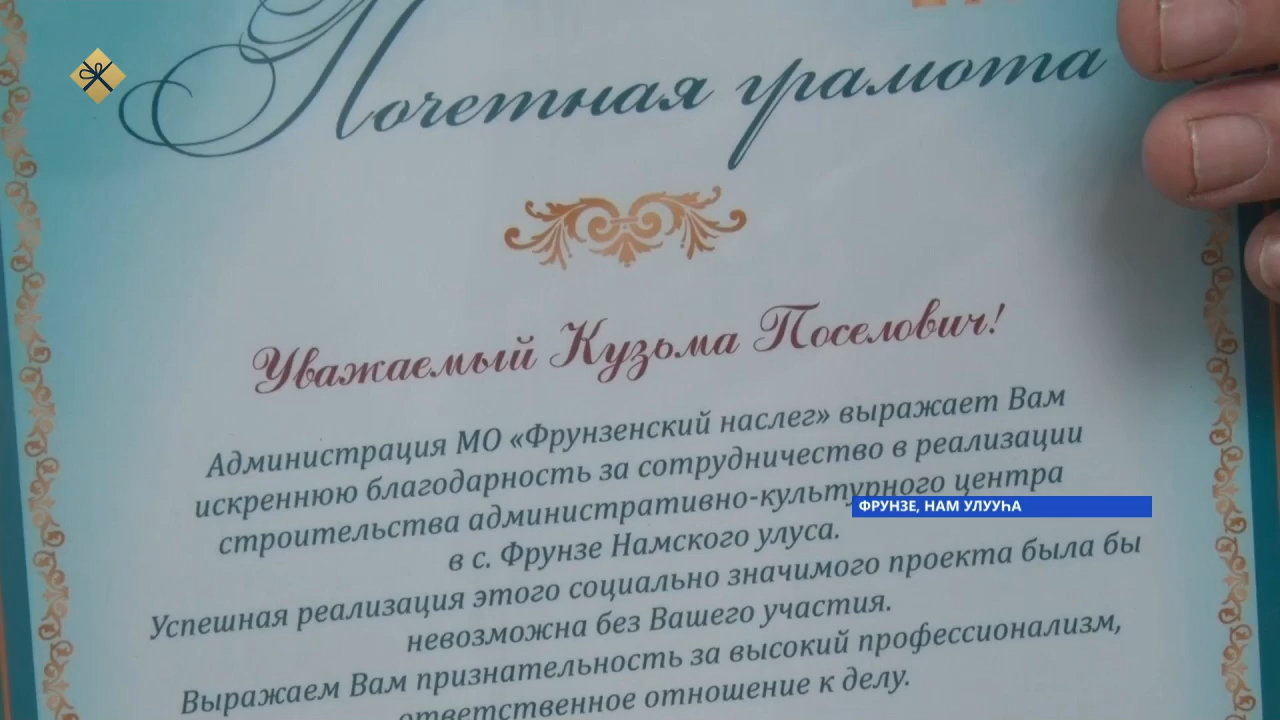 Почетная грамота
Уважаемый Кузьма Поселович!
Администрация МО «Фрунзенский наслег» выражает Вам
искреннюю благодарность за сотрудничество в реализации
строительства административно-культурного центра
в с. Фрунзе Намского улуса.
ФРУНЗЕ, НАМ УЛУУҺА
Успешная реализация этого социально значимого проекта была бы
невозможна без Вашего участия.
Выражаем Вам признательность за высокий профессионализм,
ответственное отношение к делу.